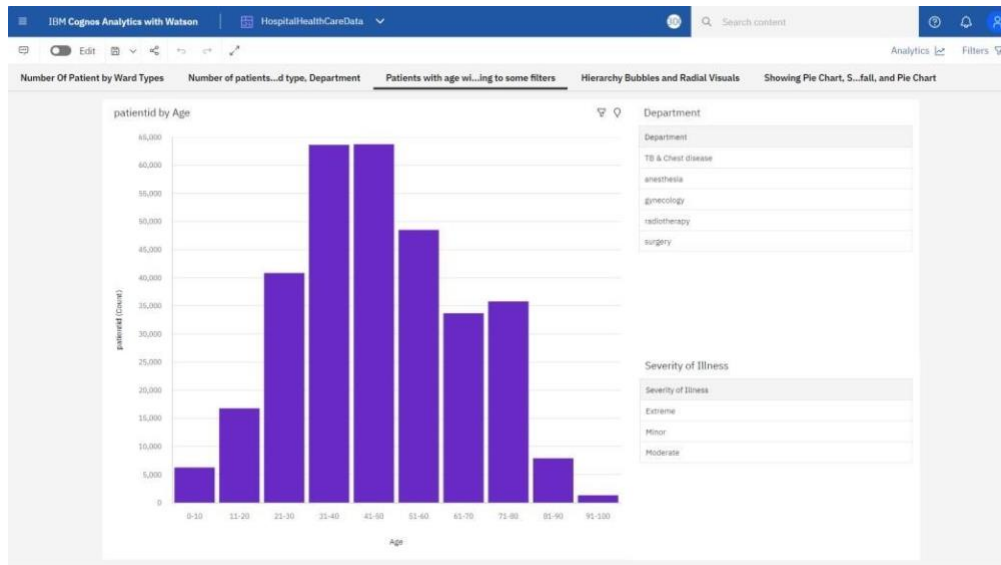 IBM Cognos Analytics with Watson
HospitalHealthCareData
Search content
Edit
Analytics
Filters
Number Of Patient by Ward Types
Number of patients...d type, Department
Patients with age wi...ing to some filters
Hierarchy Bubbles and Radial Visuals
Showing Pie Chart, S...fall, and Pie Chart
patientid by Age
65,000
60,000
55,000
50,000
45,000
40,000
35,000
30,000
25,000
20,000
15,000
10,000
5,000
0
patientid (Count)
0-10
11-20
21-30
31-40
41-50
51-60
61-70
71-80
81-90
91-100
Age
Department
Department
TB & Chest disease
anesthesia
gynecology
radiotherapy
surgery
Severity of Illness
Severity of Illness
Extreme
Minor
Moderate